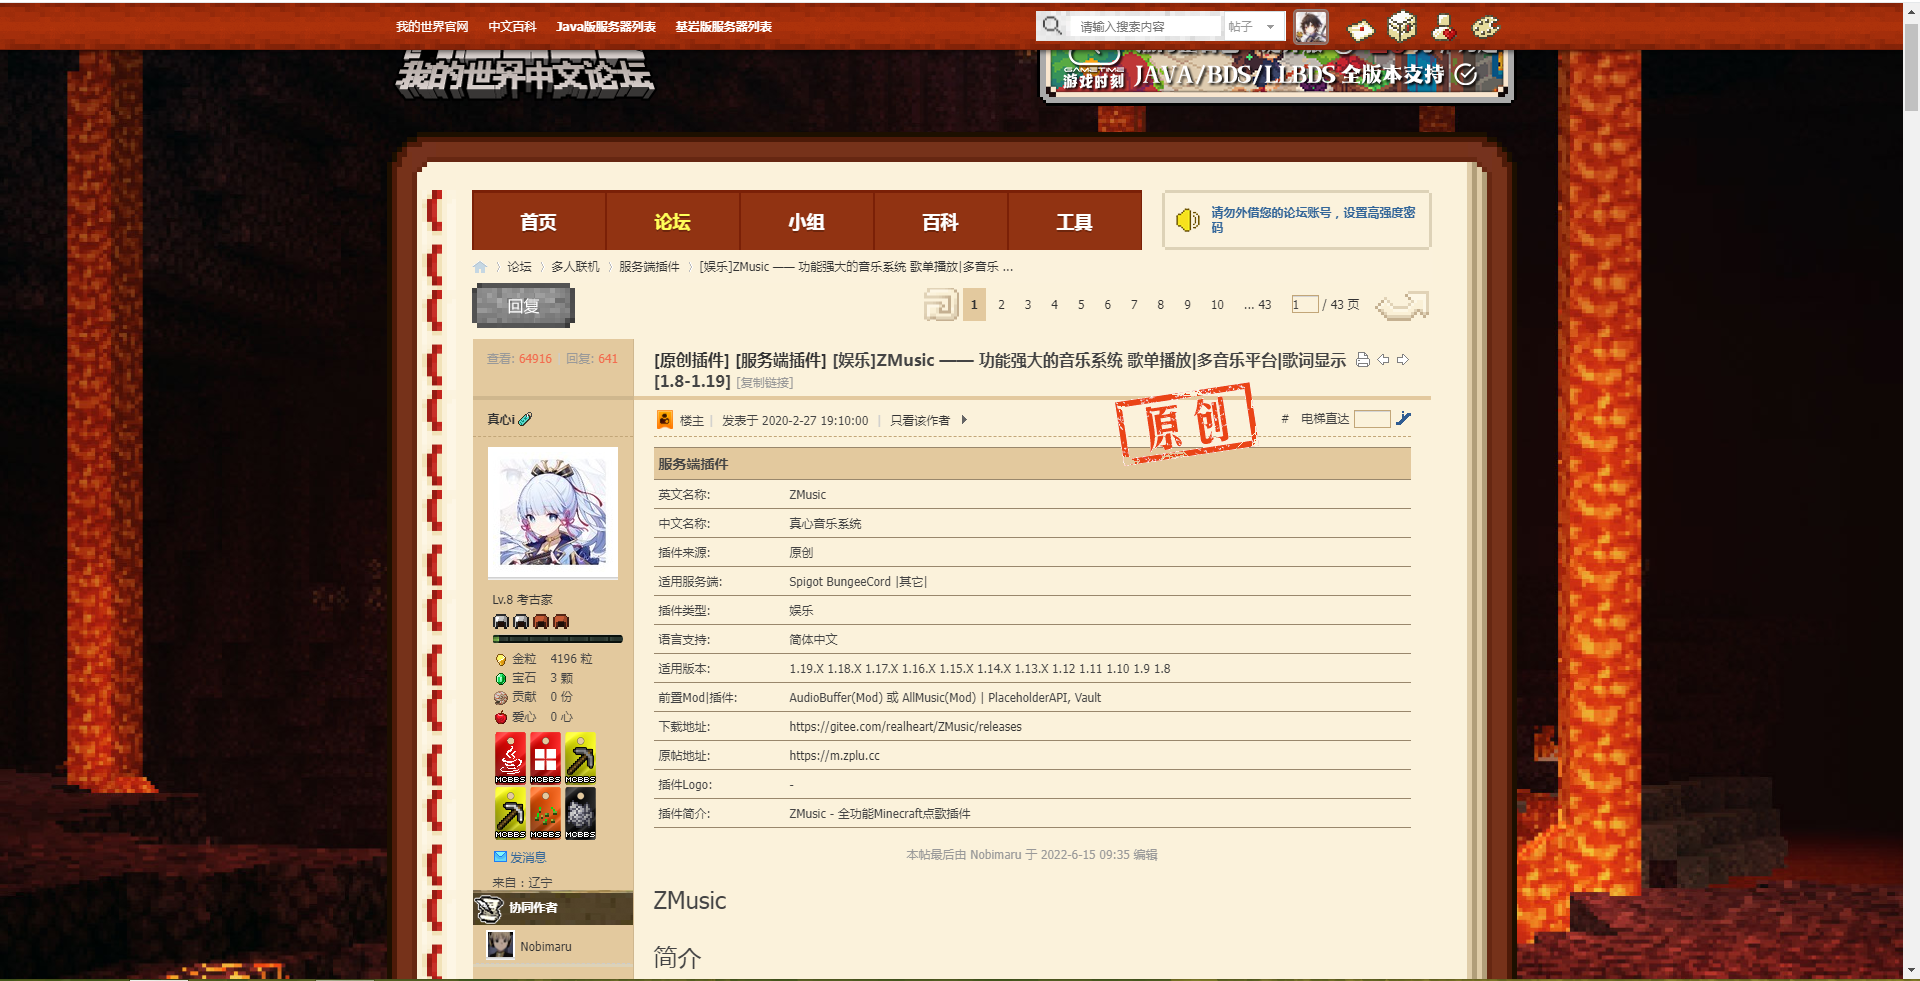 我的世界官网 中文百科 Java版服务器列表 基岩版服务器列表
请输入搜索内容 帖子
我的世界中文论坛
GAMETIME
游戏时刻 JAVA/BDS/LLBDS 全版本支持
首页 论坛 小组 百科 工具
请勿外借您的论坛账号，设置高强度密
码
论坛 多人联机 服务端插件 [娱乐]ZMusic —— 功能强大的音乐系统 歌单播放|多音乐 ...
回复
1 2 3 4 5 6 7 8 9 10 ... 43 1 / 43 页
查看: 64916 回复: 641
[原创插件] [服务端插件] [娱乐]ZMusic —— 功能强大的音乐系统 歌单播放|多音乐平台|歌词显示
[1.8-1.19] [复制链接]
真心i
楼主 | 发表于 2020-2-27 19:10:00 | 只看该作者
原创
# 电梯直达
服务端插件
英文名称: ZMusic
中文名称: 真心音乐系统
插件来源: 原创
适用服务端: Spigot BungeeCord |其它|
插件类型: 娱乐
语言支持: 简体中文
适用版本: 1.19.X 1.18.X 1.17.X 1.16.X 1.15.X 1.14.X 1.13.X 1.12 1.11 1.10 1.9 1.8
前置Mod|插件: AudioBuffer(Mod) 或 AllMusic(Mod) | PlaceholderAPI, Vault
下载地址: https://gitee.com/realheart/ZMusic/releases
原帖地址: https://m.zplu.cc
插件Logo: -
插件简介: ZMusic - 全功能Minecraft点歌插件
Lv.8 考古家
金粒 4196 粒
宝石 3 颗
贡献 0 份
爱心 0 心
MCBBS MCBBS MCBBS
MCBBS MCBBS MCBBS
发消息
来自：辽宁
协同作者
Nobimaru
本帖最后由 Nobimaru 于 2022-6-15 09:35 编辑
ZMusic
简介